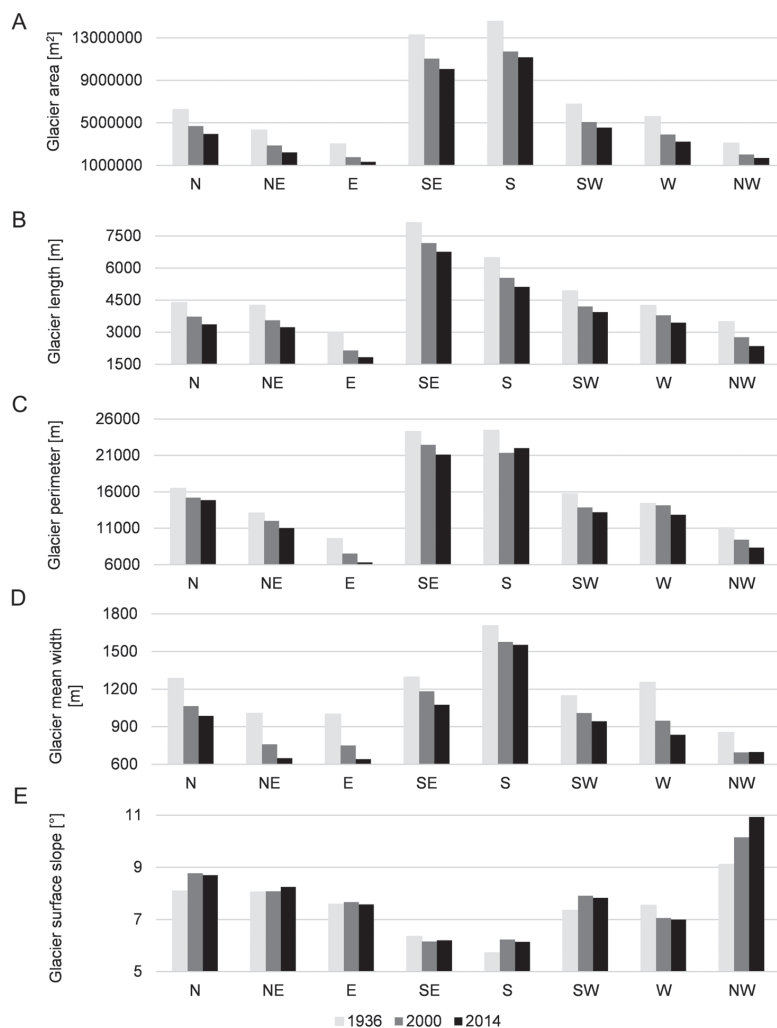 A
Glacier area [m²]
13000000
9000000
5000000
1000000
N NE E SE S SW W NW
B
Glacier length [m]
7500
6000
4500
3000
1500
N NE E SE S SW W NW
C
Glacier perimeter [m]
26000
21000
16000
11000
6000
N NE E SE S SW W NW
D
Glacier mean width
[m]
1800
1500
1200
900
600
N NE E SE S SW W NW
E
Glacier surface slope [°]
11
9
7
5
N NE E SE S SW W NW
1936 2000 2014